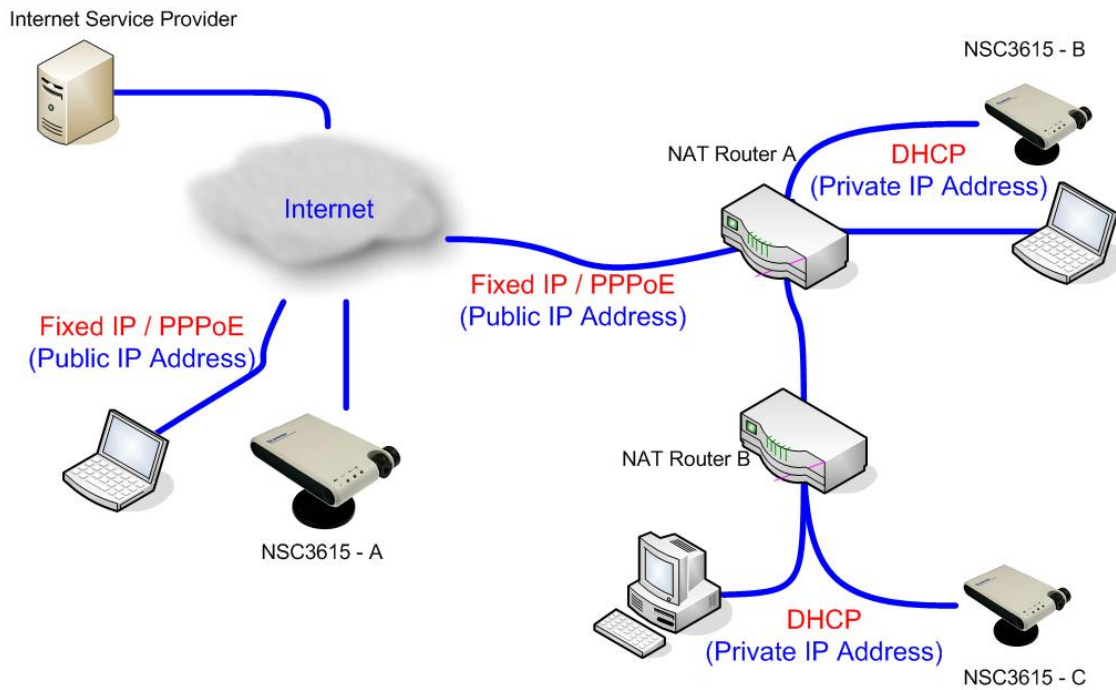 Internet Service Provider
NSC3615 - B
NAT Router A
DHCP
(Private IP Address)
Internet
Fixed IP / PPPoE
(Public IP Address)
Fixed IP / PPPoE
(Public IP Address)
NAT Router B
NSC3615 - A
DHCP
(Private IP Address)
NSC3615 - C